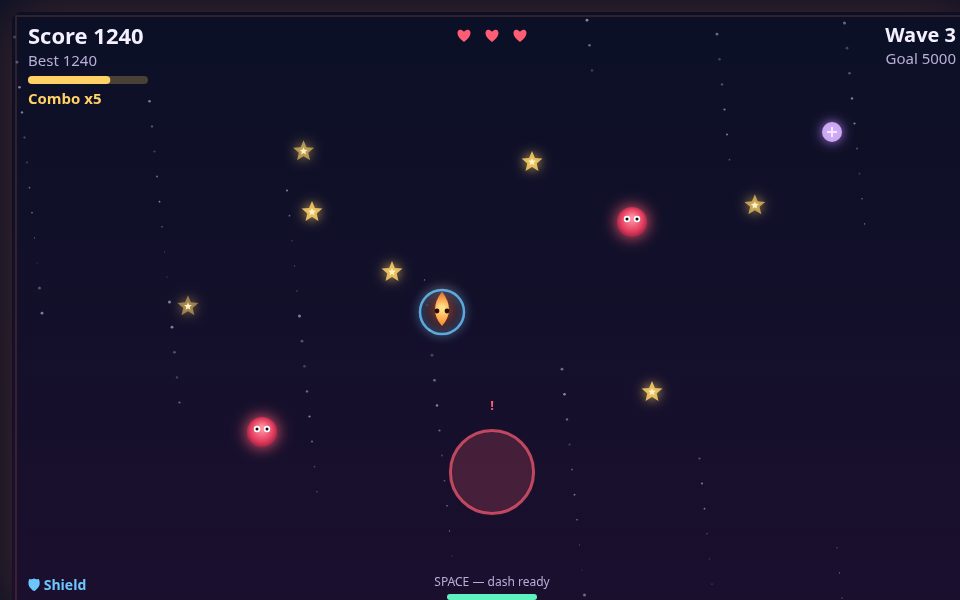 Score 1240
Best 1240
Combo x5
Wave 3
Goal 5000
!
Shield
SPACE — dash ready